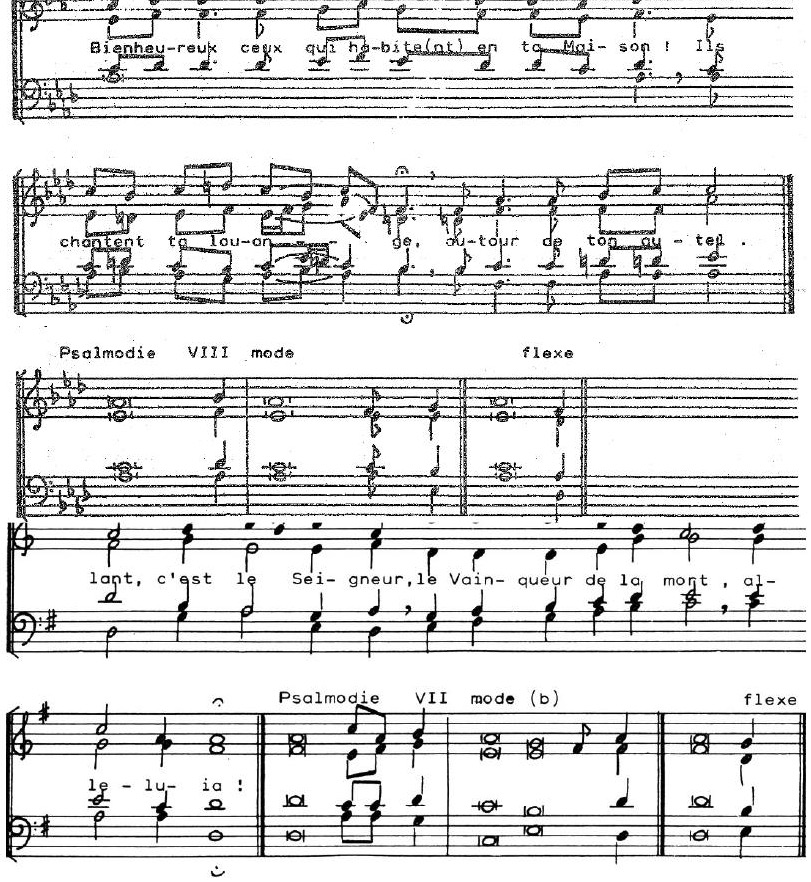 Bienheu-reux ceux qui ha-bite(nt) en ta Mai- son ! Ils
chantent ta lou-an - - - ge, au-tour de ton au - tel .
Psalmodie VIII mode flexe
lant, c'est le Sei- gneur, le Vain- queur de la mort , al-
Psalmodie VII mode (b) flexe
le - lu- ia !